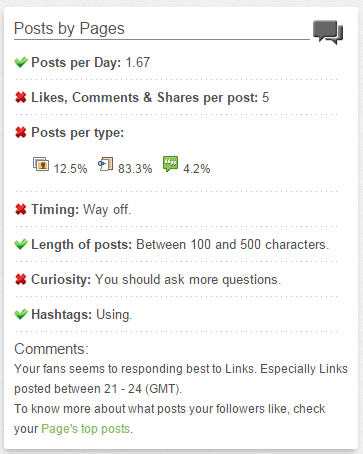 Posts by Pages
Posts per Day: 1.67
Likes, Comments & Shares per post: 5
Posts per type:
12.5% 83.3% 4.2%
Timing: Way off.
Length of posts: Between 100 and 500 characters.
Curiosity: You should ask more questions.
Hashtags: Using.
Comments:
Your fans seems to responding best to Links. Especially Links
posted between 21 - 24 (GMT).
To know more about what posts your followers like, check
your Page's top posts.